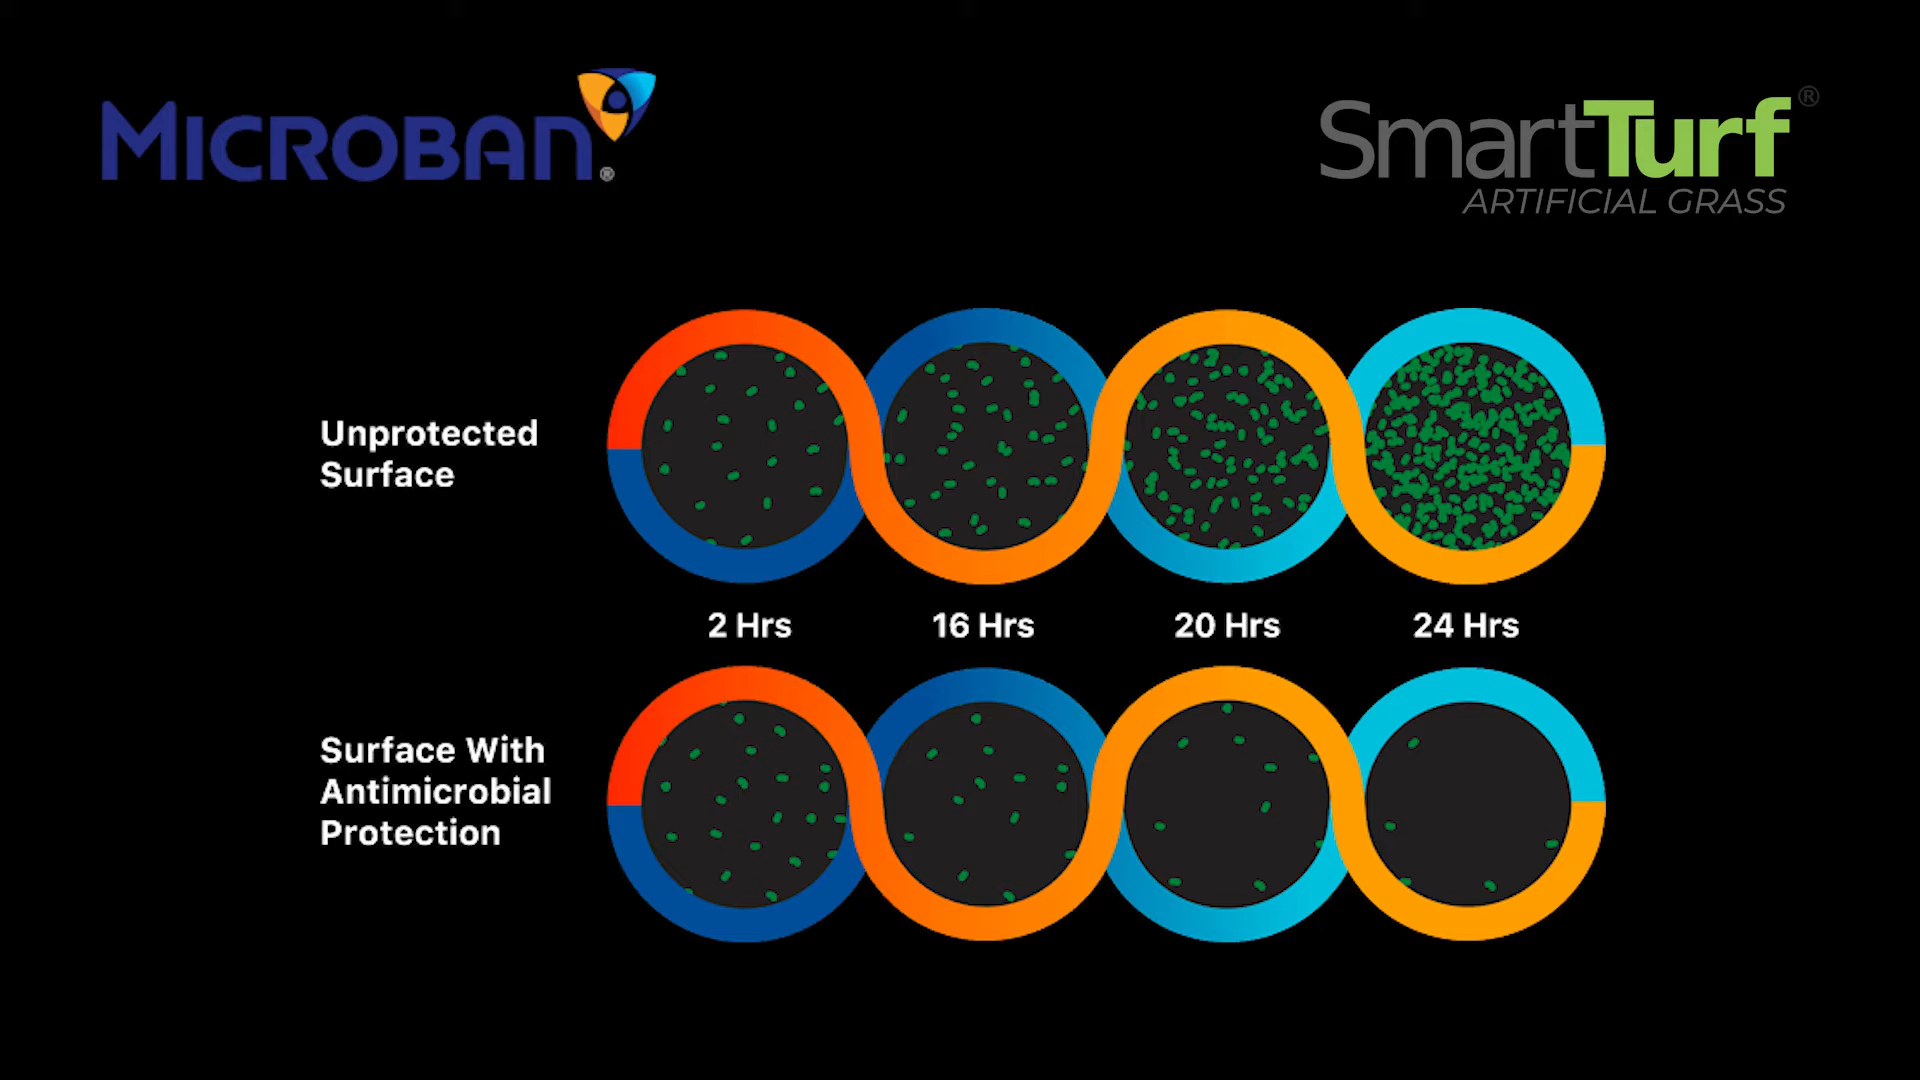 MICROBAN®
SmartTurf®
ARTIFICIAL GRASS
Unprotected
Surface
2 Hrs
16 Hrs
20 Hrs
24 Hrs
Surface With
Antimicrobial
Protection